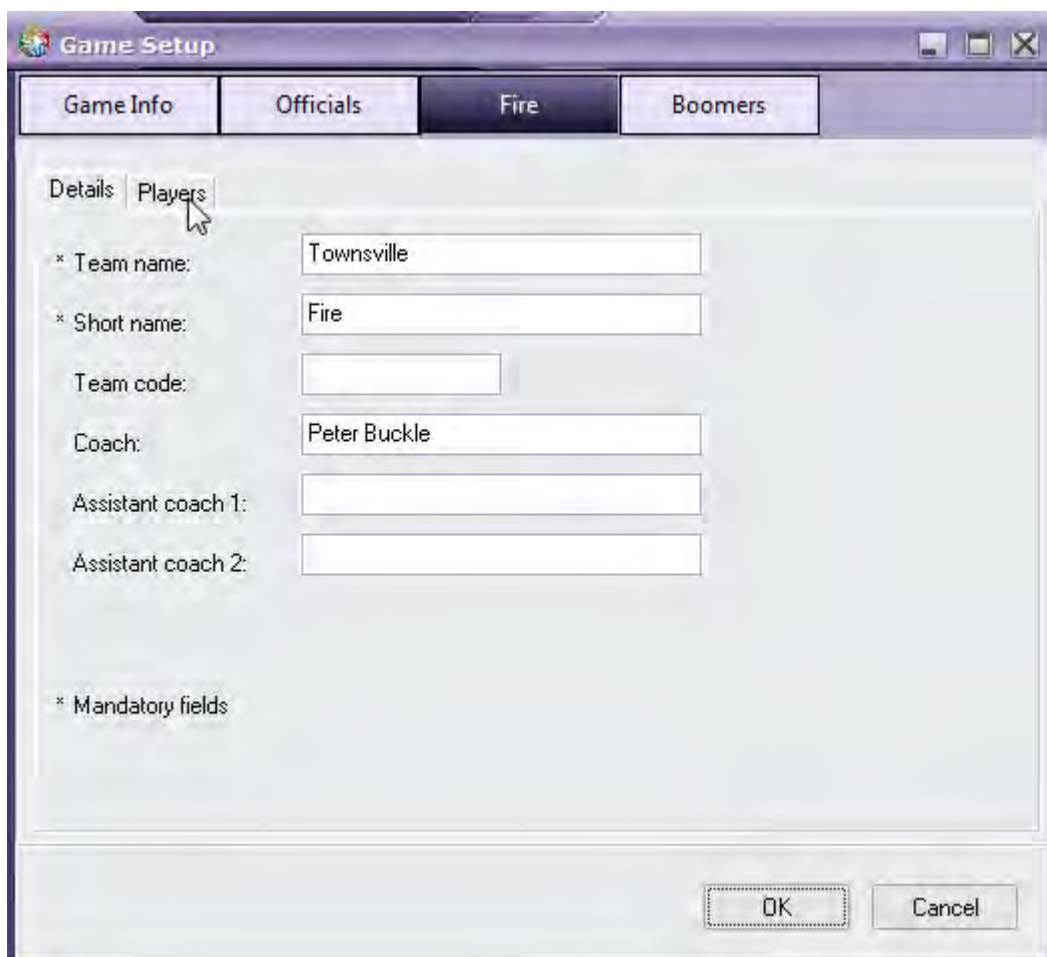 Game Setup
Game Info Officials Fire Boomers
Details Players
* Team name: Townsville
* Short name: Fire
Team code:
Coach: Peter Buckle
Assistant coach 1:
Assistant coach 2:
* Mandatory fields
OK Cancel